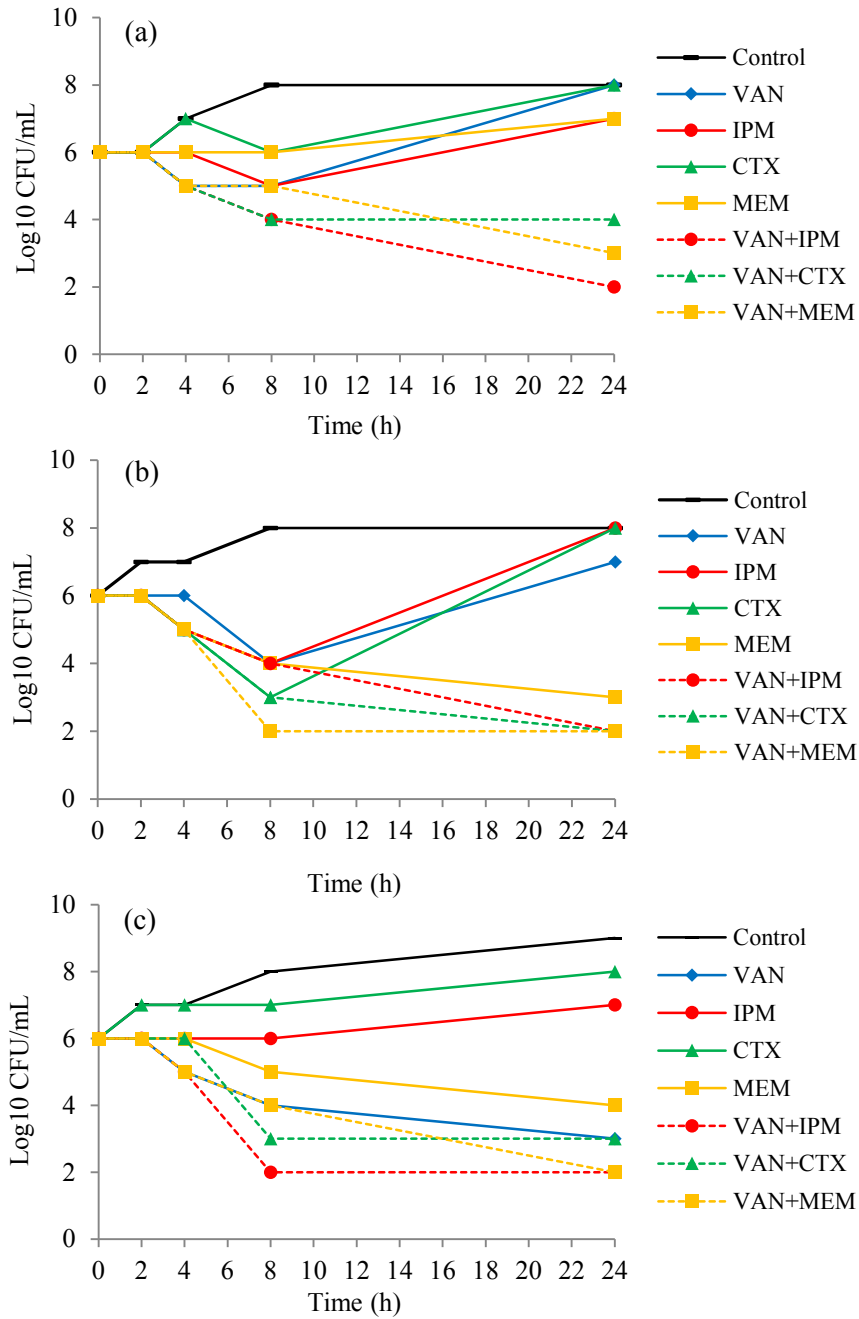 (a)
10
8
6
4
2
0
Log10 CFU/mL
0 2 4 6 8 10 12 14 16 18 20 22 24
Time (h)
Control
VAN
IPM
CTX
MEM
VAN+IPM
VAN+CTX
VAN+MEM
(b)
10
8
6
4
2
0
Log10 CFU/mL
0 2 4 6 8 10 12 14 16 18 20 22 24
Time (h)
Control
VAN
IPM
CTX
MEM
VAN+IPM
VAN+CTX
VAN+MEM
(c)
10
8
6
4
2
0
Log10 CFU/mL
0 2 4 6 8 10 12 14 16 18 20 22 24
Time (h)
Control
VAN
IPM
CTX
MEM
VAN+IPM
VAN+CTX
VAN+MEM